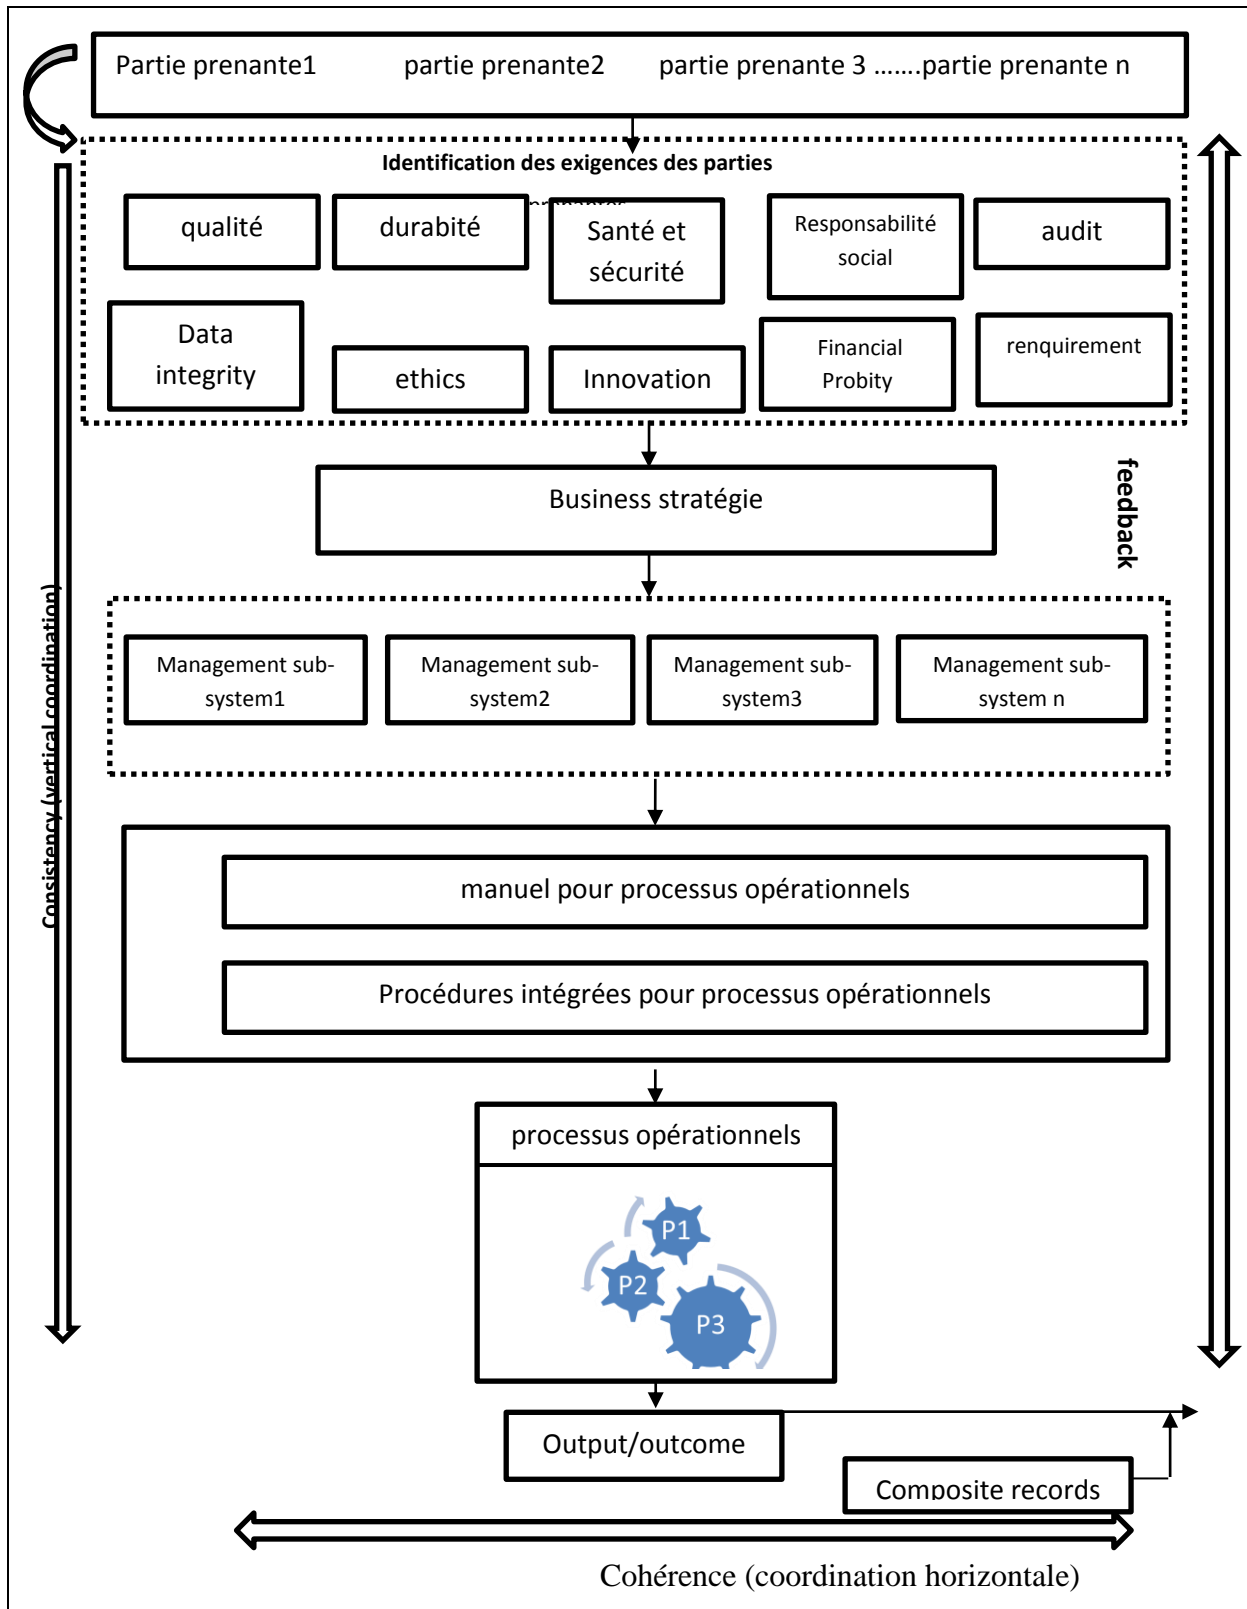 Partie prenante1 partie prenante2 partie prenante 3 .......partie prenante n
Identification des exigences des parties
prenantes
qualité
durabité
Santé et
sécurité
Responsabilité
social
audit
Data
integrity
ethics
Innovation
Financial
Probity
renquirement
Business stratégie
feedback
Consistency (vertical coordination)
Management sub-
system1
Management sub-
system2
Management sub-
system3
Management sub-
system n
manuel pour processus opérationnels
Procédures intégrées pour processus opérationnels
processus opérationnels
P1
P2
P3
Output/outcome
Composite records
Cohérence (coordination horizontale)